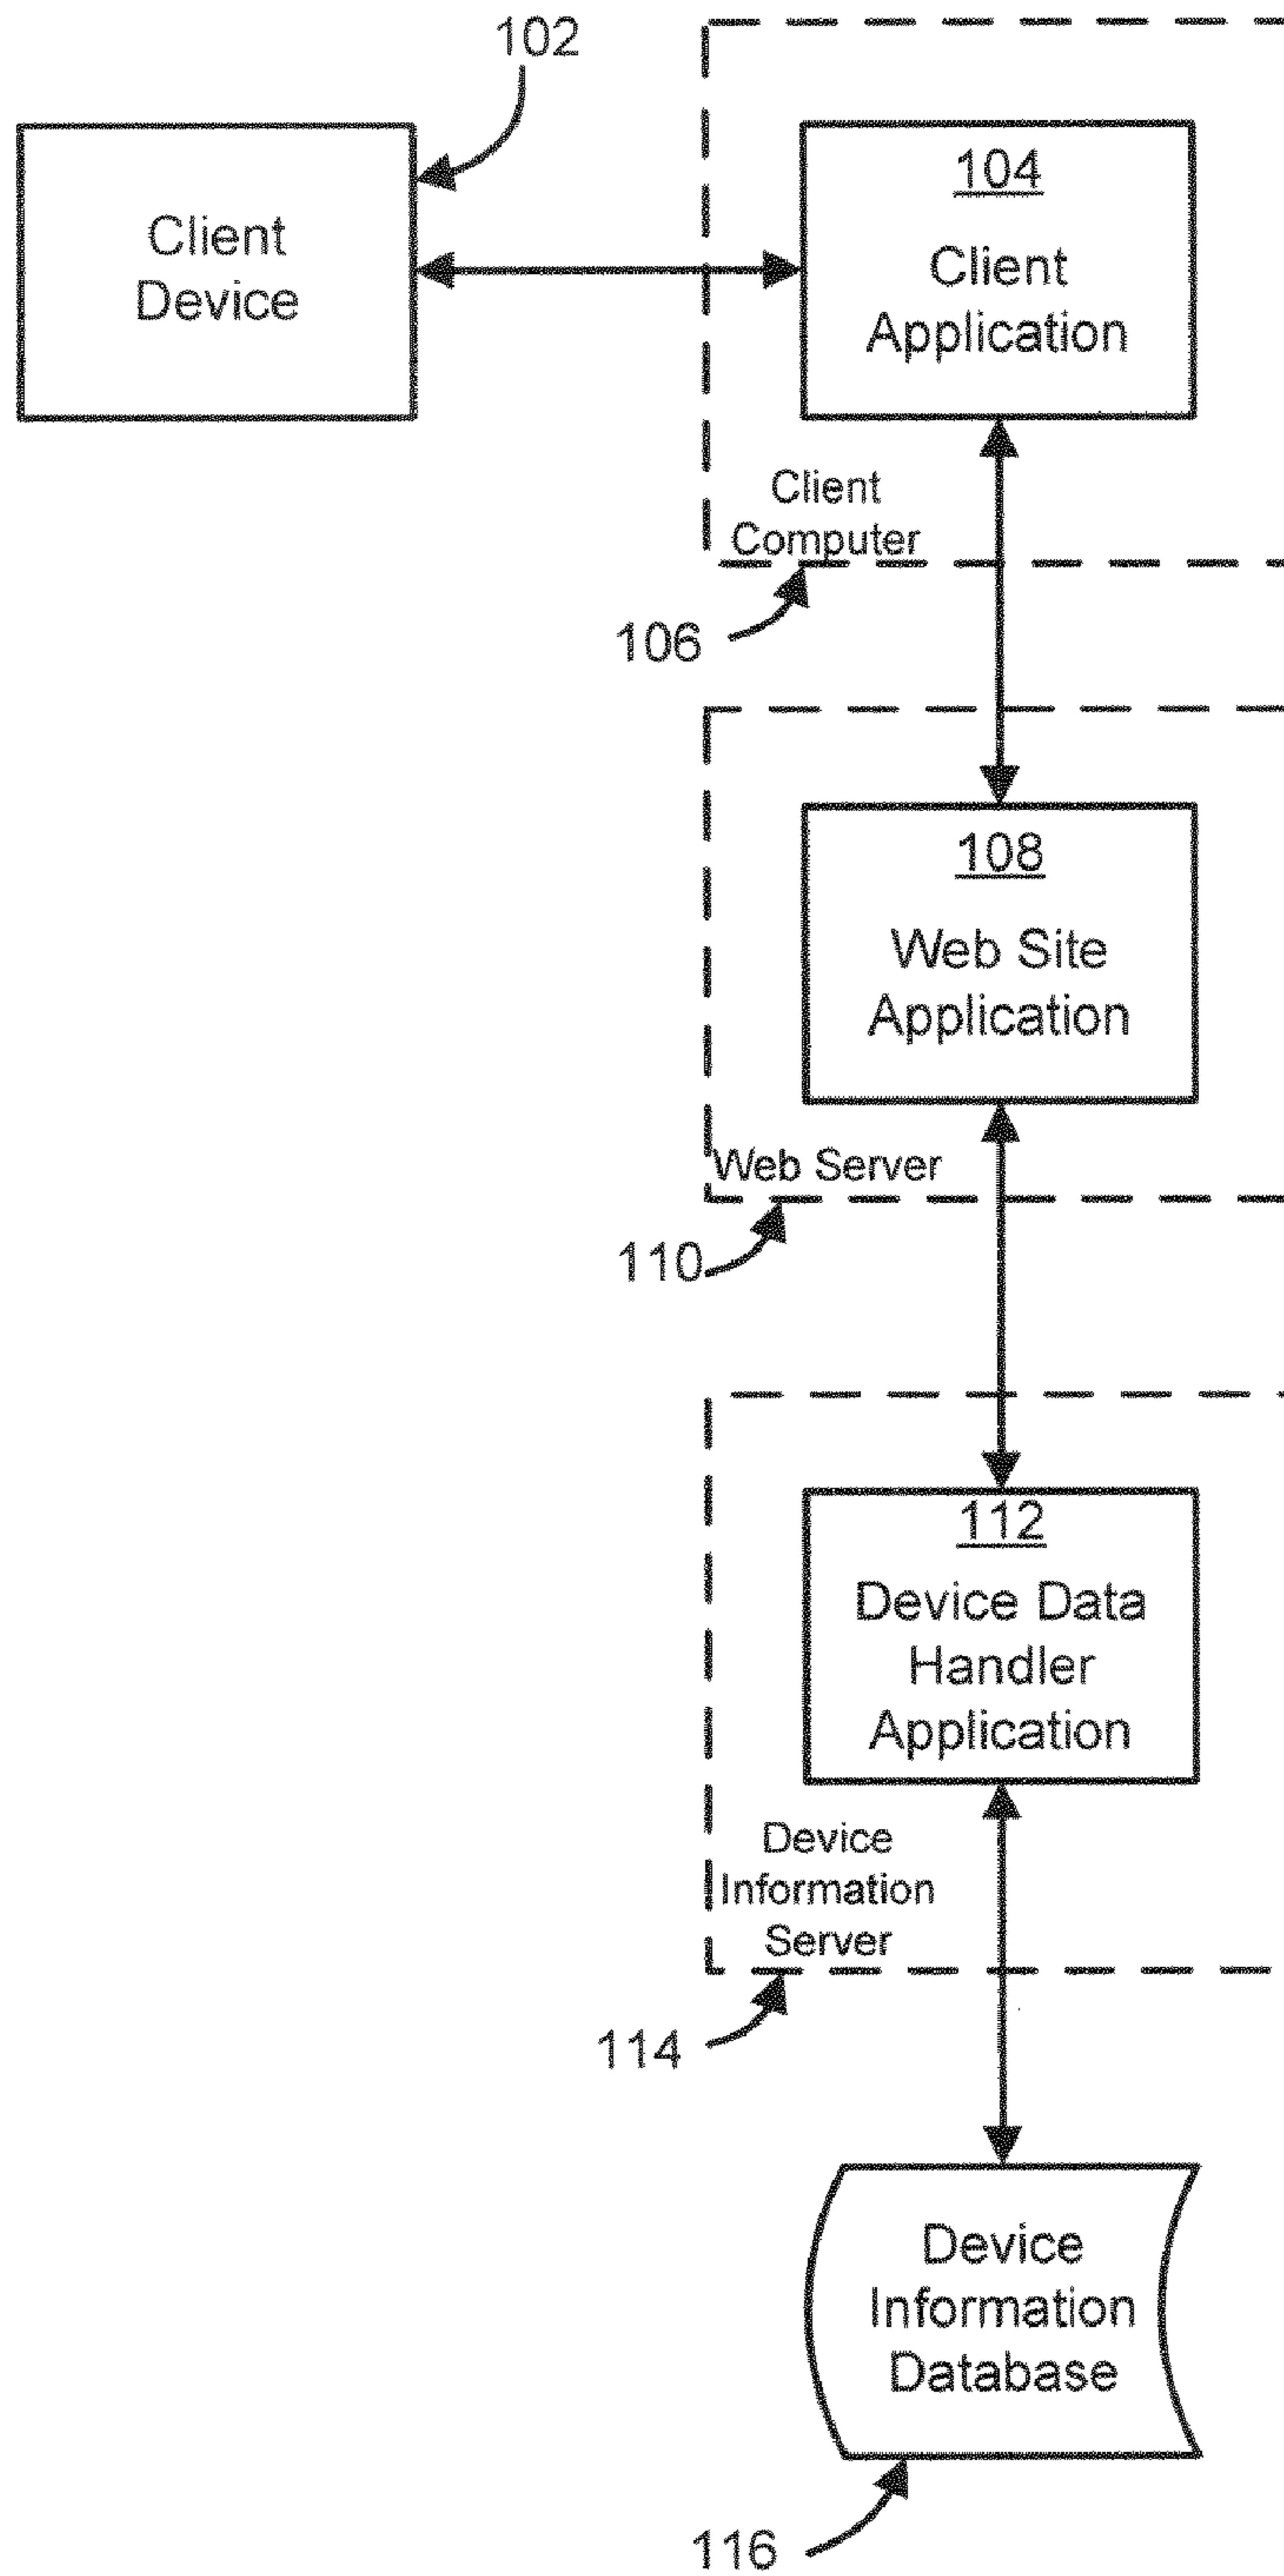 102
Client
Device
104
Client
Application
Client
Computer
106
108
Web Site
Application
Web Server
110
112
Device Data
Handler
Application
Device
Information
Server
114
Device
Information
Database
116